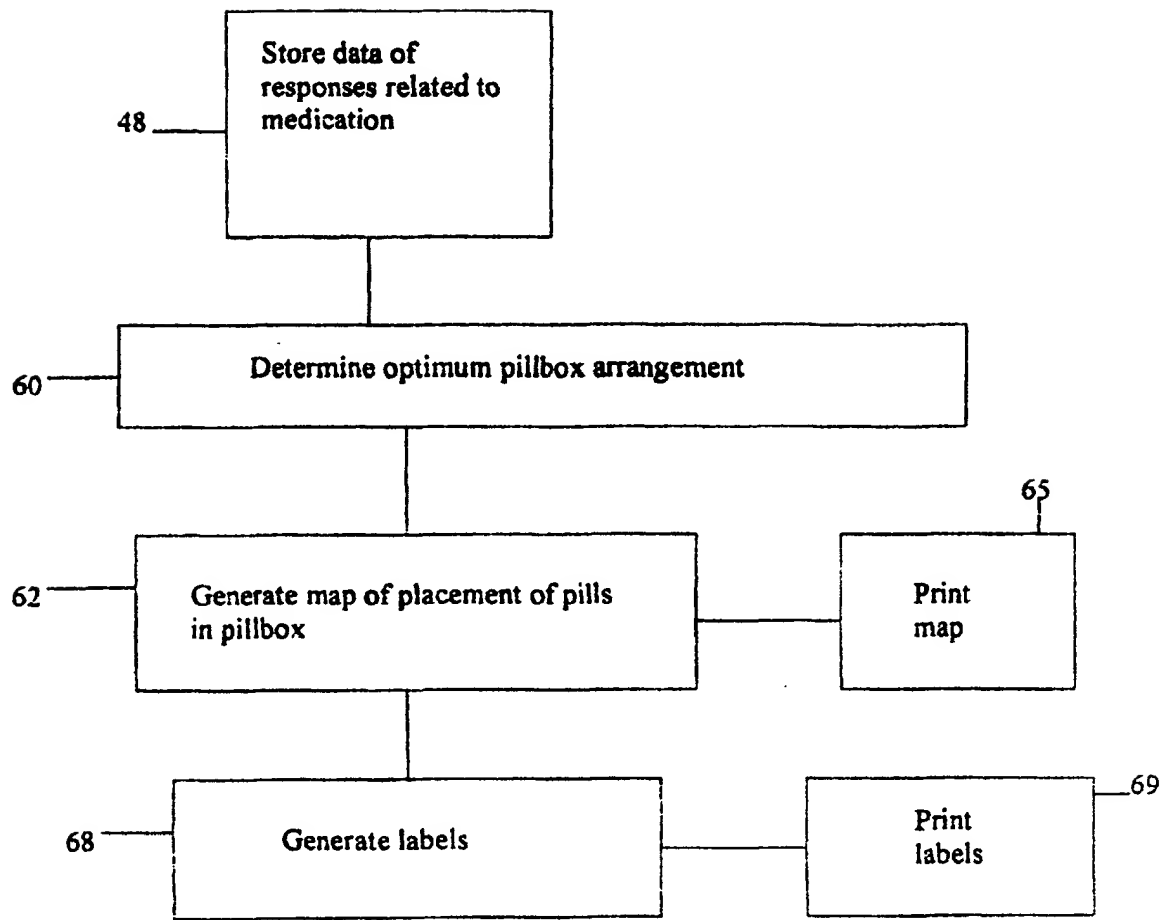 Store data of
responses related to
medication
48
Determine optimum pillbox arrangement
60
65
62
Generate map of placement of pills
in pillbox
Print
map
68
Generate labels
Print
labels
69